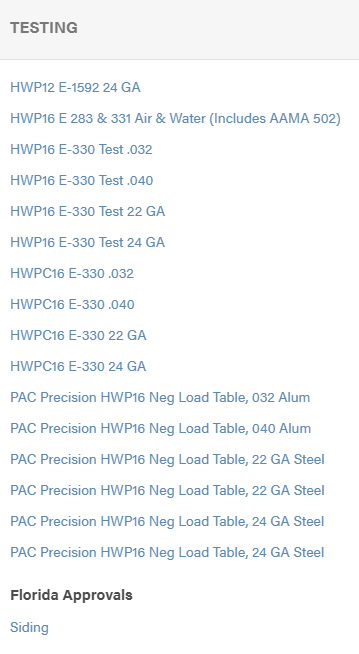 TESTING
HWP12 E-1592 24 GA
HWP16 E 283 & 331 Air & Water (Includes AAMA 502)
HWP16 E-330 Test .032
HWP16 E-330 Test .040
HWP16 E-330 Test 22 GA
HWP16 E-330 Test 24 GA
HWPC16 E-330 .032
HWPC16 E-330 .040
HWPC16 E-330 22 GA
HWPC16 E-330 24 GA
PAC Precision HWP16 Neg Load Table, 032 Alum
PAC Precision HWP16 Neg Load Table, 040 Alum
PAC Precision HWP16 Neg Load Table, 22 GA Steel
PAC Precision HWP16 Neg Load Table, 22 GA Steel
PAC Precision HWP16 Neg Load Table, 24 GA Steel
PAC Precision HWP16 Neg Load Table, 24 GA Steel
Florida Approvals
Siding